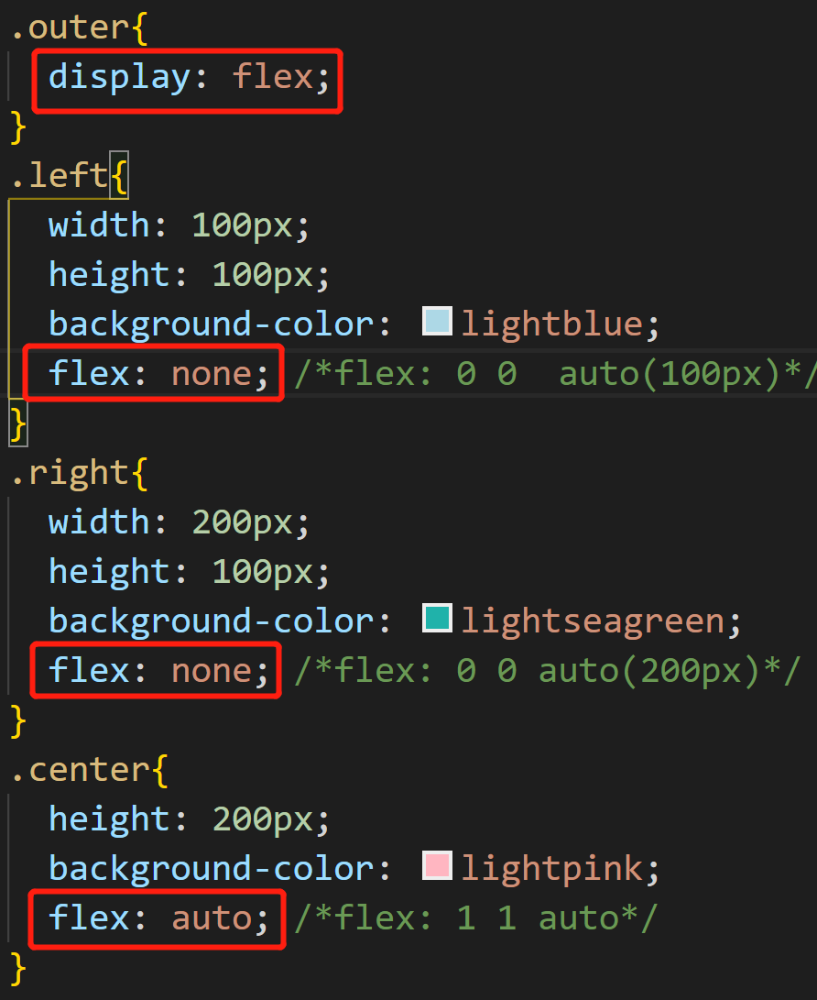 .outer{
display: flex;
}
.left{
width: 100px;
height: 100px;
background-color: lightblue;
flex: none; /*flex: 0 0  auto(100px)*/
}
.right{
width: 200px;
height: 100px;
background-color: lightseagreen;
flex: none; /*flex: 0 0 auto(200px)*/
}
.center{
height: 200px;
background-color: lightpink;
flex: auto; /*flex: 1 1 auto*/
}